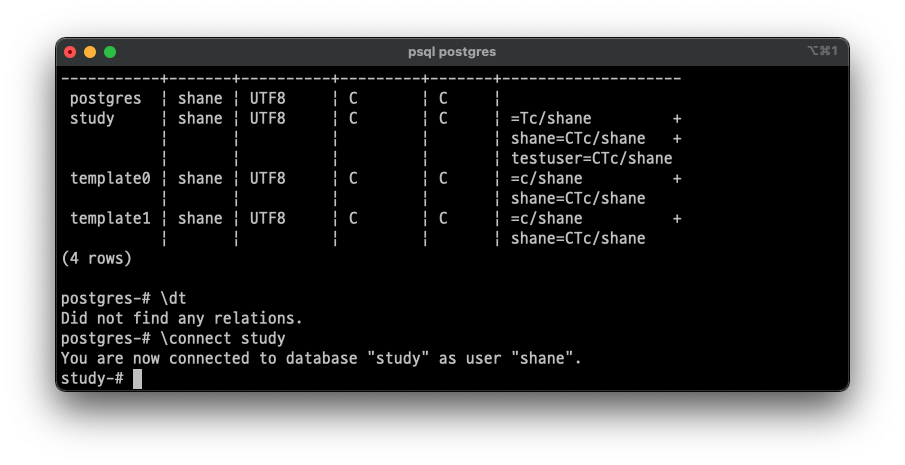 psql postgres
⌥⌘1
-----------+-------+----------+---------+-------+--------------------
 postgres  | shane | UTF8     | C       | C     |
 study     | shane | UTF8     | C       | C     | =Tc/shane         +
           |       |          |         |       | shane=CTc/shane   +
           |       |          |         |       | testuser=CTc/shane
 template0 | shane | UTF8     | C       | C     | =c/shane          +
           |       |          |         |       | shane=CTc/shane
 template1 | shane | UTF8     | C       | C     | =c/shane          +
           |       |          |         |       | shane=CTc/shane
(4 rows)
postgres-# \dt
Did not find any relations.
postgres-# \connect study
You are now connected to database "study" as user "shane".
study-#